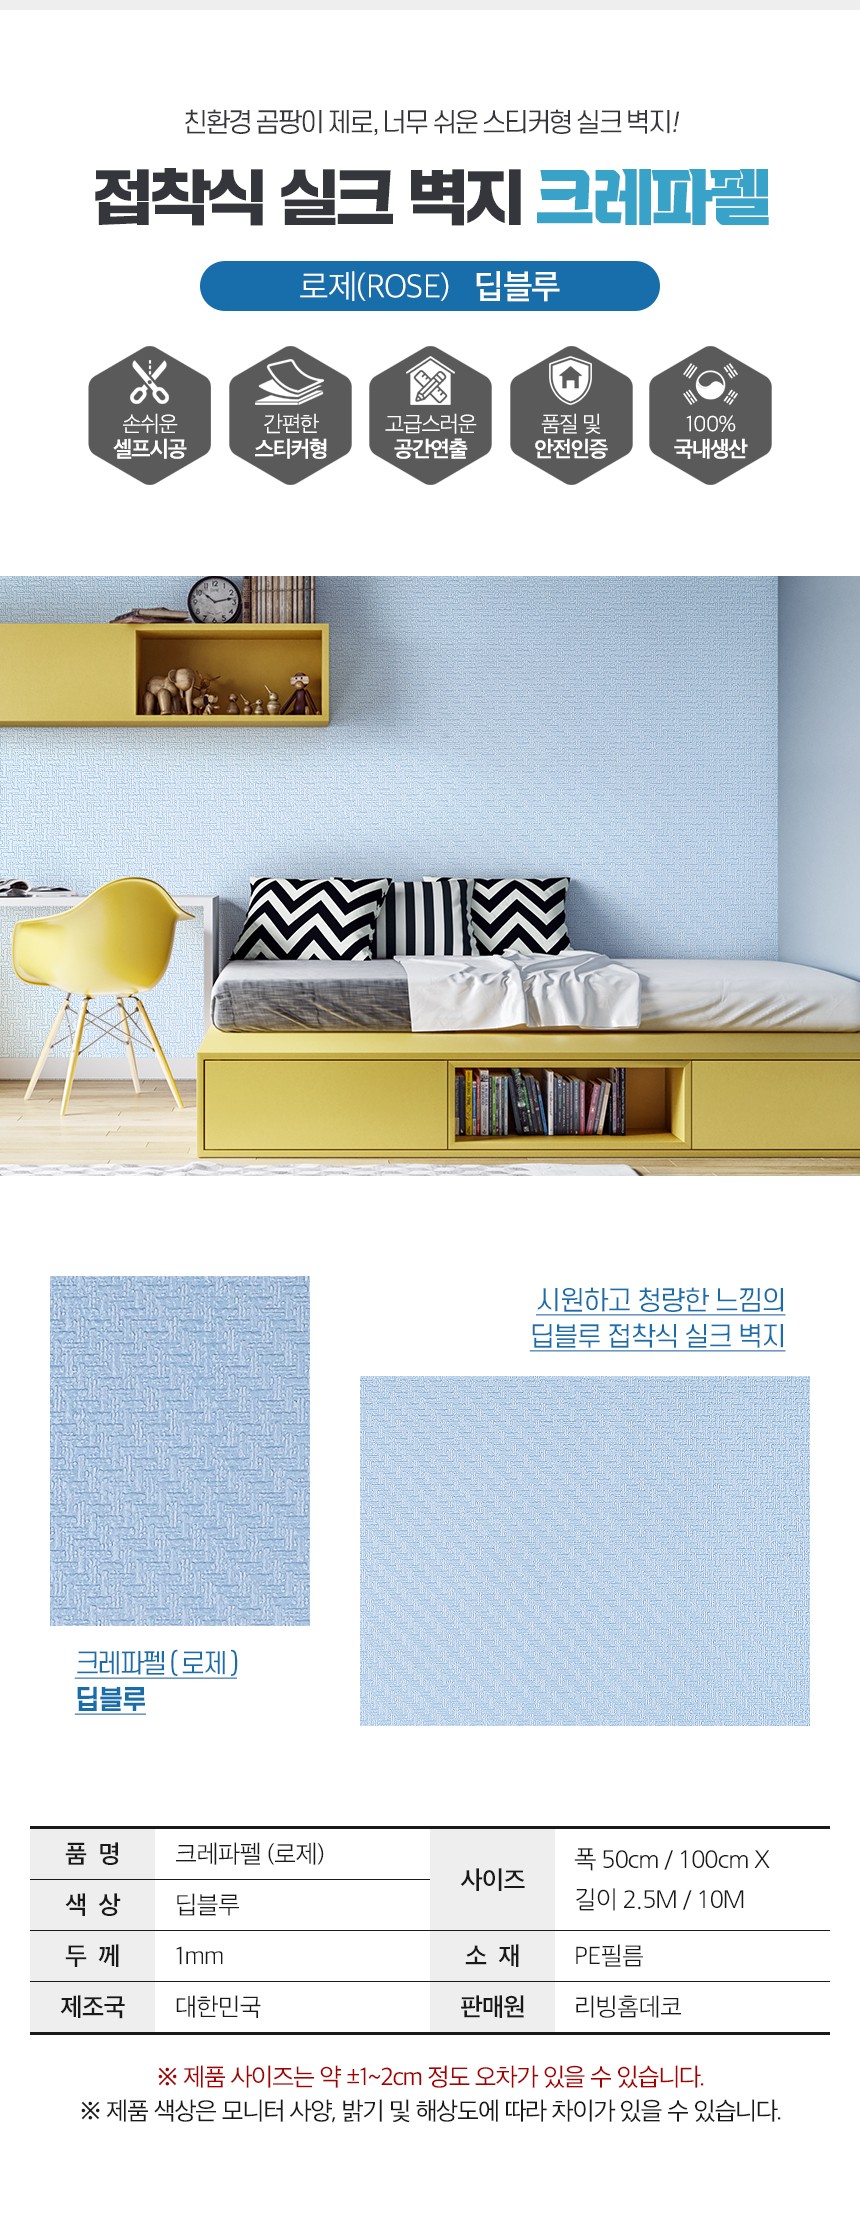 친환경 곰팡이 제로, 너무 쉬운 스티커형 실크 벽지!
접착식 실크 벽지 크레파펠
로제(ROSE) 딥블루
손쉬운
셀프시공
간편한
스티커형
고급스러운
공간연출
품질 및
안전인증
100%
국내생산
시원하고 청량한 느낌의
딥블루 접착식 실크 벽지
크레파펠 ( 로제 )
딥블루
품 명 크레파펠 (로제)
색 상 딥블루
사이즈 폭 50cm / 100cm X
길이 2.5M / 10M
두 께 1mm 소 재 PE필름
제조국 대한민국 판매원 리빙홈데코
※ 제품 사이즈는 약 ±1~2cm 정도 오차가 있을 수 있습니다.
※ 제품 색상은 모니터 사양, 밝기 및 해상도에 따라 차이가 있을 수 있습니다.